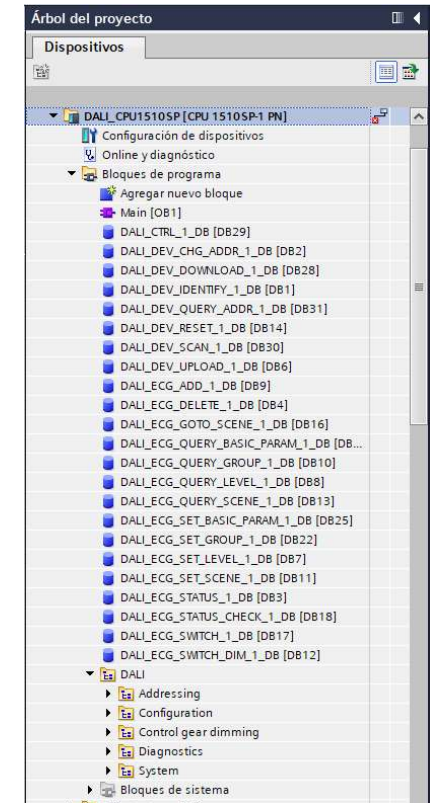 Árbol del proyecto
Dispositivos
DALI_CPU1510SP [CPU 1510SP-1 PN]
Configuración de dispositivos
Online y diagnóstico
Bloques de programa
Agregar nuevo bloque
Main [OB1]
DALI_CTRL_1_DB [DB29]
DALI_DEV_CHG_ADDR_1_DB [DB2]
DALI_DEV_DOWNLOAD_1_DB [DB28]
DALI_DEV_IDENTIFY_1_DB [DB1]
DALI_DEV_QUERY_ADDR_1_DB [DB31]
DALI_DEV_RESET_1_DB [DB14]
DALI_DEV_SCAN_1_DB [DB30]
DALI_DEV_UPLOAD_1_DB [DB6]
DALI_ECG_ADD_1_DB [DB9]
DALI_ECG_DELETE_1_DB [DB4]
DALI_ECG_GOTO_SCENE_1_DB [DB16]
DALI_ECG_QUERY_BASIC_PARAM_1_DB [DB...
DALI_ECG_QUERY_GROUP_1_DB [DB10]
DALI_ECG_QUERY_LEVEL_1_DB [DB8]
DALI_ECG_QUERY_SCENE_1_DB [DB13]
DALI_ECG_SET_BASIC_PARAM_1_DB [DB25]
DALI_ECG_SET_GROUP_1_DB [DB22]
DALI_ECG_SET_LEVEL_1_DB [DB7]
DALI_ECG_SET_SCENE_1_DB [DB11]
DALI_ECG_STATUS_1_DB [DB3]
DALI_ECG_STATUS_CHECK_1_DB [DB18]
DALI_ECG_SWITCH_1_DB [DB17]
DALI_ECG_SWITCH_DIM_1_DB [DB12]
DALI
Addressing
Configuration
Control gear dimming
Diagnostics
System
Bloques de sistema